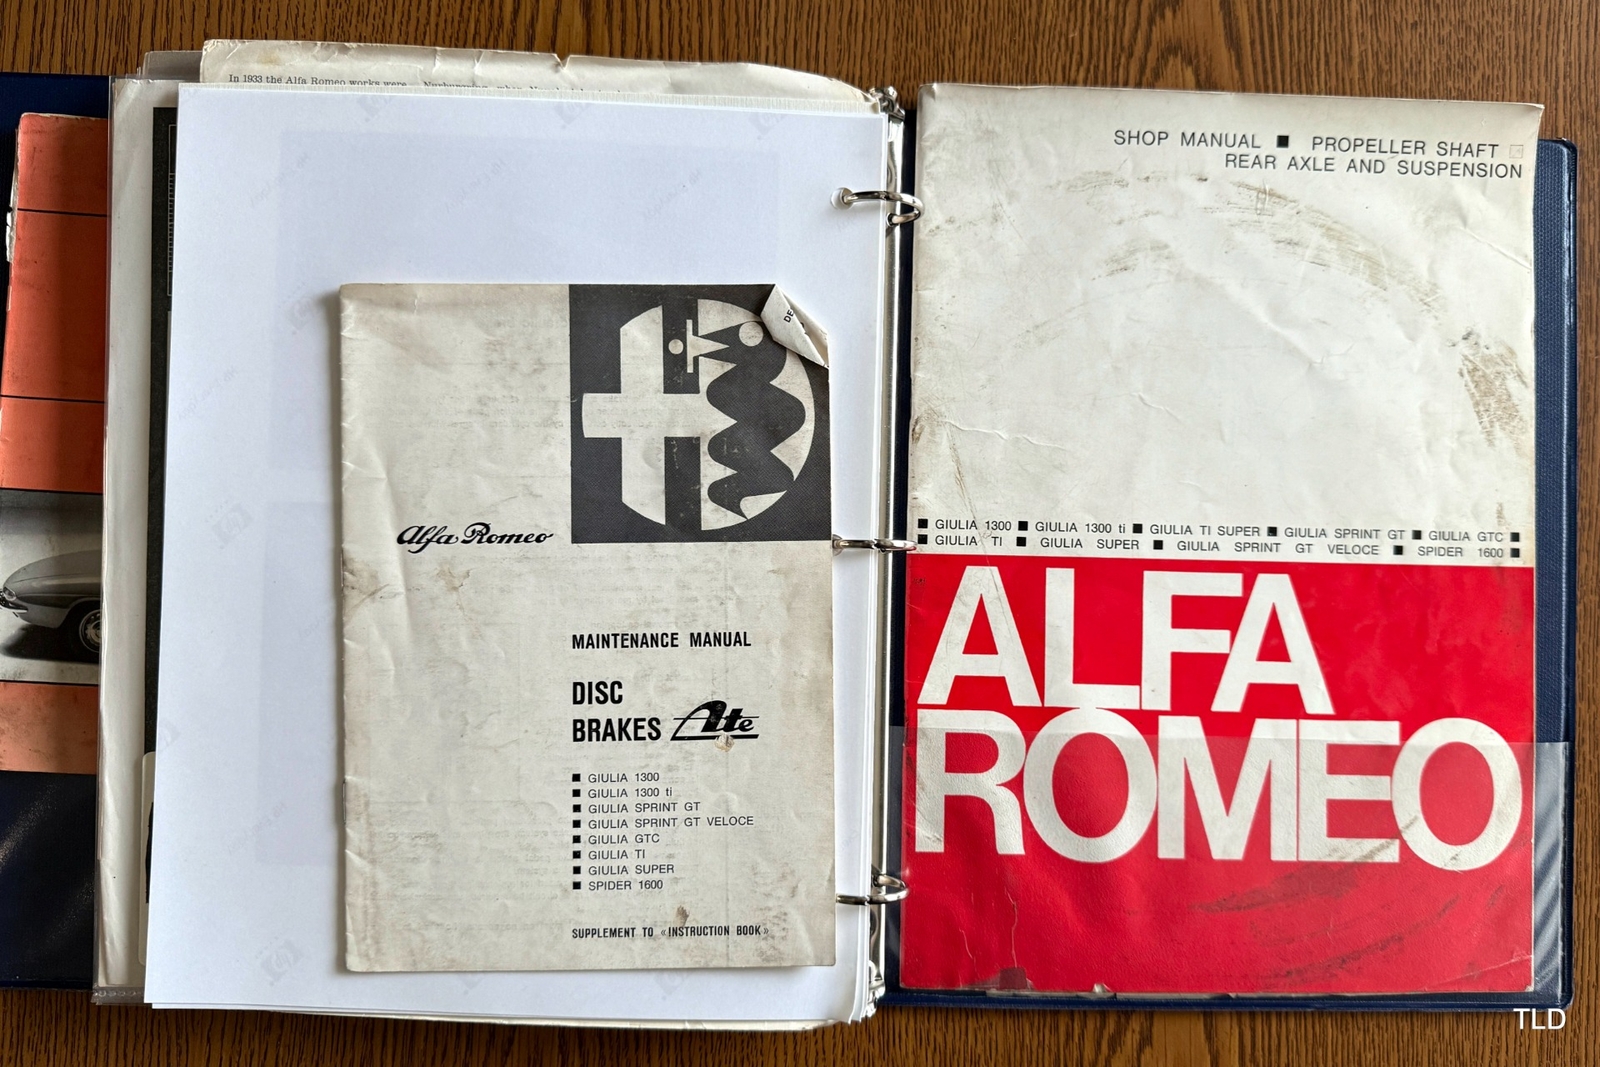 In 1933 the Alfa Romeo works were
DE
Alfa Romeo
MAINTENANCE MANUAL
DISC
BRAKES Ate
■ GIULIA 1300
■ GIULIA 1300 ti
■ GIULIA SPRINT GT
■ GIULIA SPRINT GT VELOCE
■ GIULIA GTC
■ GIULIA TI
■ GIULIA SUPER
■ SPIDER 1600
SUPPLEMENT TO «INSTRUCTION BOOK»
SHOP MANUAL ■ PROPELLER SHAFT □
REAR AXLE AND SUSPENSION
■ GIULIA 1300 ■ GIULIA 1300 ti ■ GIULIA TI SUPER ■ GIULIA SPRINT GT ■ GIULIA GTC ■
■ GIULIA TI ■ GIULIA SUPER ■ GIULIA SPRINT GT VELOCE ■ SPIDER 1600 ■
ALFA
ROMEO
TLD